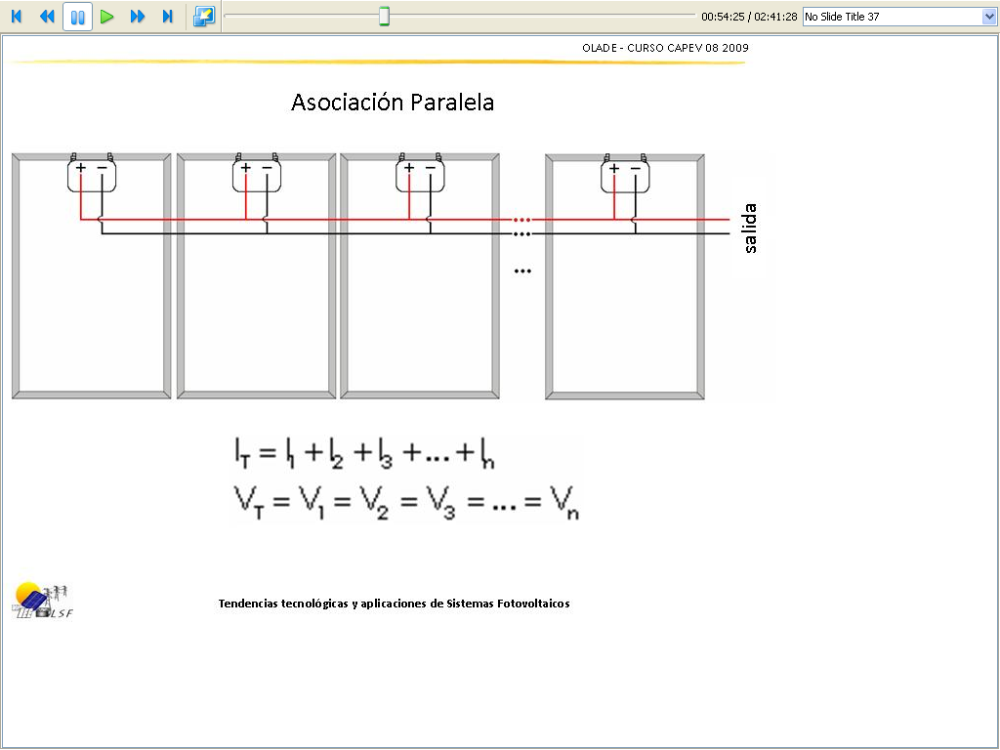 00:54:25 / 02:41:28 No Slide Title 37
OLADE - CURSO CAPEV 08 2009
Asociación Paralela
+ − + − + − + −
...
...
...
salida
I_T = I_1 + I_2 + I_3 + ... + I_n
V_T = V_1 = V_2 = V_3 = ... = V_n
LSF
Tendencias tecnológicas y aplicaciones de Sistemas Fotovoltaicos